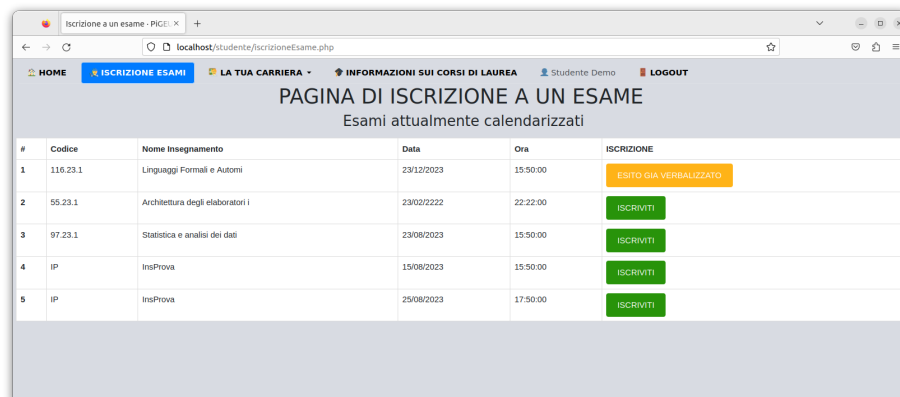 Iscrizione a un esame - PiGEL
localhost/studente/iscrizioneEsame.php
HOME ISCRIZIONE ESAMI LA TUA CARRIERA INFORMAZIONI SUI CORSI DI LAUREA Studente Demo LOGOUT
PAGINA DI ISCRIZIONE A UN ESAME
Esami attualmente calendarizzati
# Codice Nome Insegnamento Data Ora ISCRIZIONE
1 116.23.1 Linguaggi Formali e Automi 23/12/2023 15:50:00 ESITO GIA VERBALIZZATO
2 55.23.1 Architettura degli elaboratori i 23/02/2222 22:22:00 ISCRIVITI
3 97.23.1 Statistica e analisi dei dati 23/08/2023 15:50:00 ISCRIVITI
4 IP InsProva 15/08/2023 15:50:00 ISCRIVITI
5 IP InsProva 25/08/2023 17:50:00 ISCRIVITI